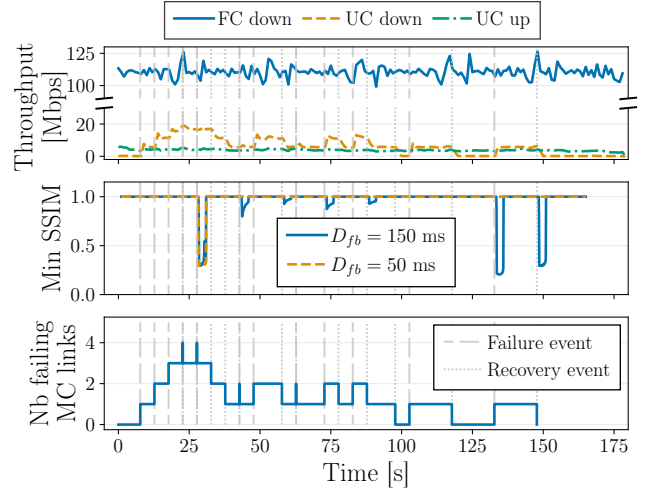 FC down UC down UC up
Throughput
[Mbps]
125
100
20
0
Min SSIM
1.0
0.5
0.0
D_fb = 150 ms
D_fb = 50 ms
Nb failing
MC links
4
2
0
Failure event
Recovery event
0 25 50 75 100 125 150 175
Time [s]